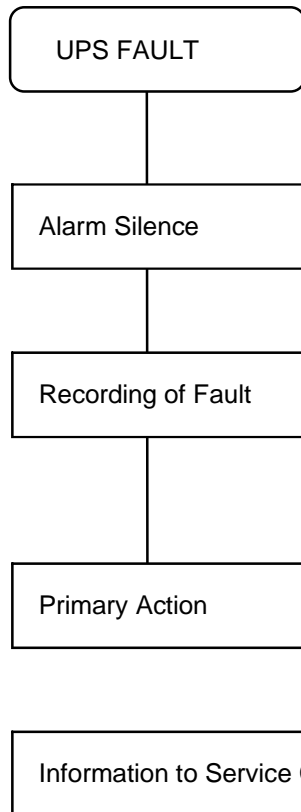 UPS FAULT
Alarm Silence
Recording of Fault
Primary Action
Information to Service